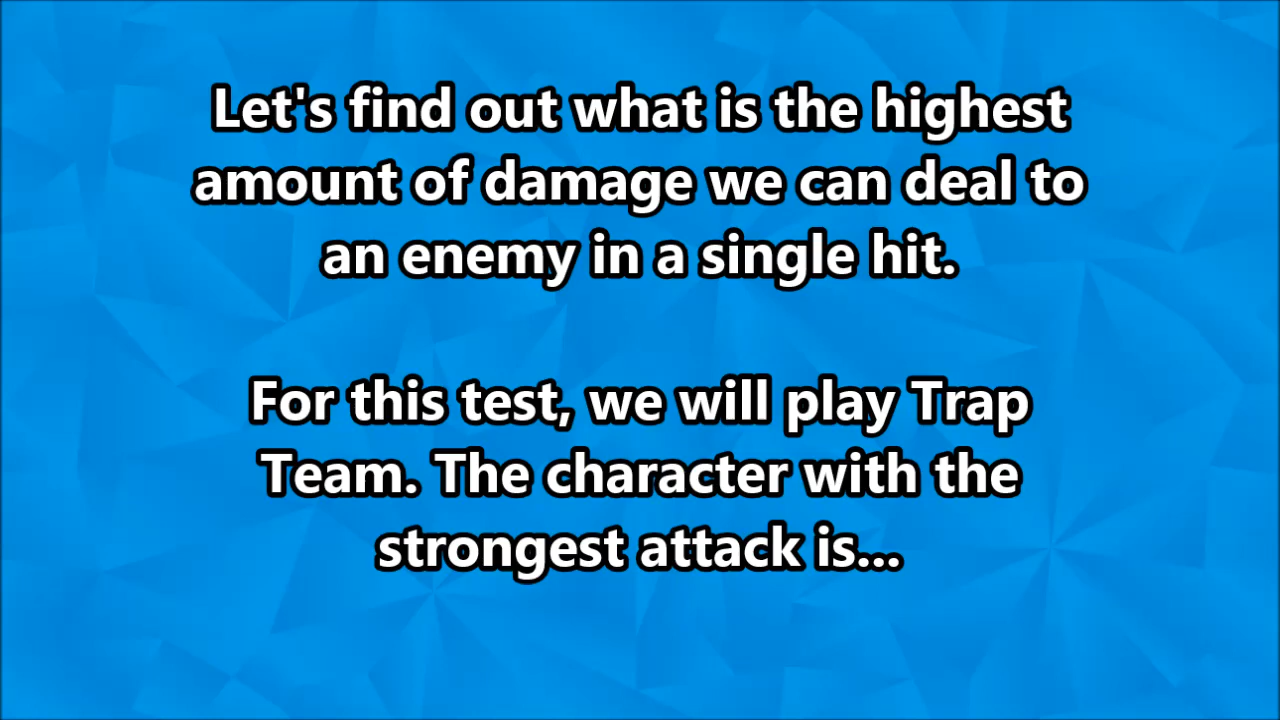 Let's find out what is the highest
amount of damage we can deal to
an enemy in a single hit.
For this test, we will play Trap
Team. The character with the
strongest attack is...